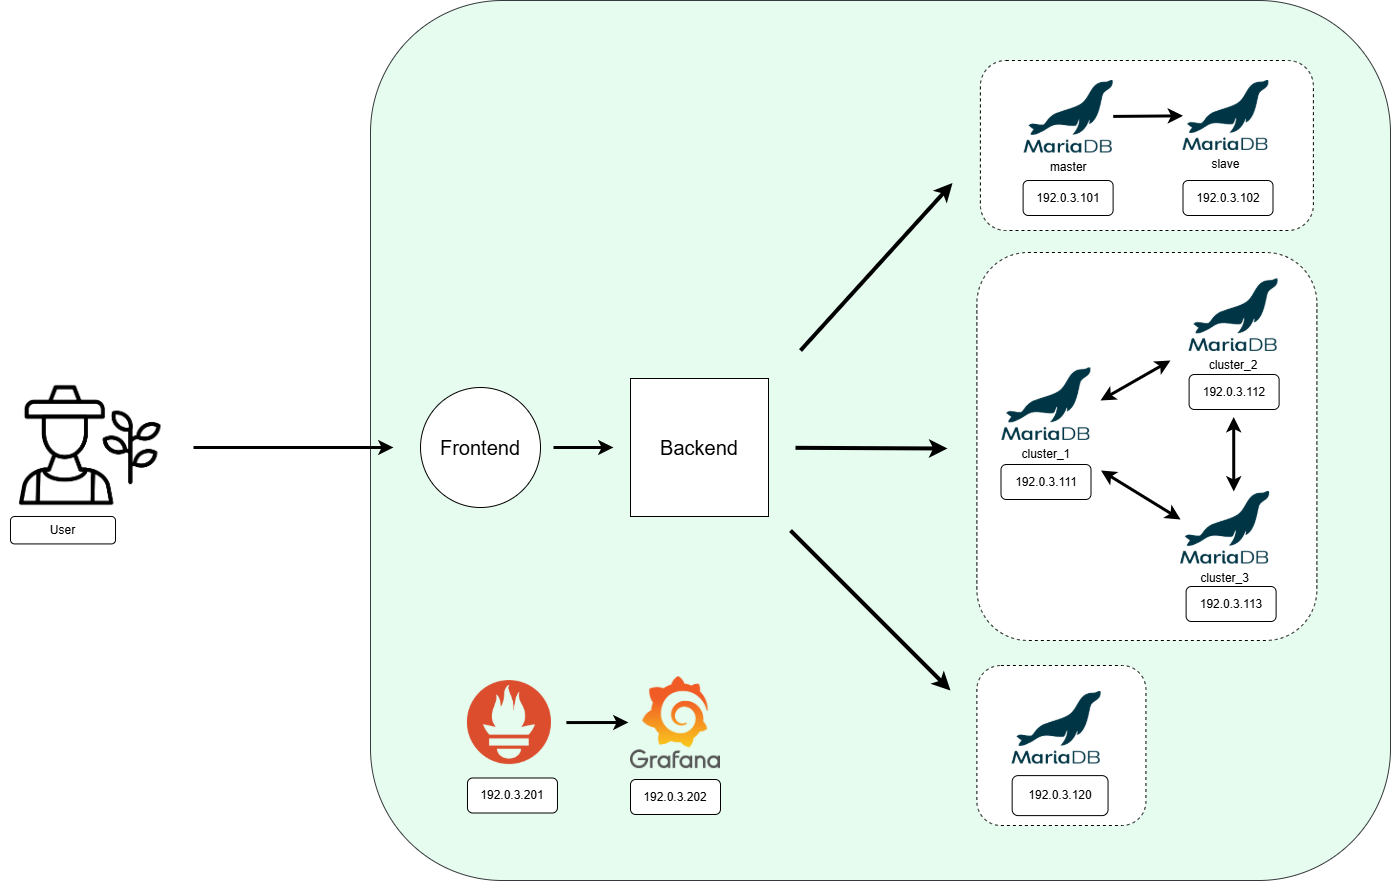 User
Frontend
Backend
MariaDB
master
192.0.3.101
MariaDB
slave
192.0.3.102
MariaDB
cluster_1
192.0.3.111
MariaDB
cluster_2
192.0.3.112
MariaDB
cluster_3
192.0.3.113
MariaDB
192.0.3.120
192.0.3.201
Grafana
192.0.3.202